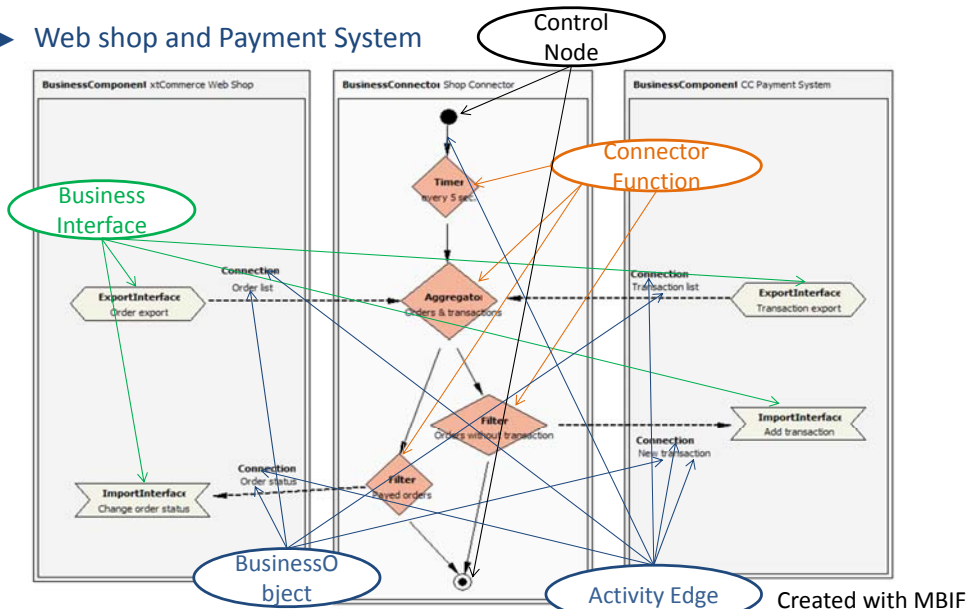 ► Web shop and Payment System
Control
Node
BusinessComponent xtCommerce Web Shop
BusinessConnector Shop Connector
BusinessComponent CC Payment System
Connector
Function
Timer
every 5 sec.
Business
Interface
Connection
Order list
Connection
Transaction list
ExportInterface
Order export
Aggregator
Orders & transactions
ExportInterface
Transaction export
Filter
Orders without transaction
ImportInterface
Add transaction
Connection
New transaction
Connection
Order status
Filter
Payed orders
ImportInterface
Change order status
BusinessO
bject
Activity Edge
Created with MBIF